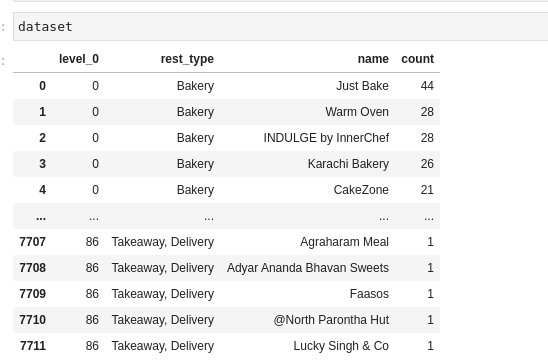 dataset
level_0 rest_type name count
0 0 Bakery Just Bake 44
1 0 Bakery Warm Oven 28
2 0 Bakery INDULGE by InnerChef 28
3 0 Bakery Karachi Bakery 26
4 0 Bakery CakeZone 21
... ... ... ... ...
7707 86 Takeaway, Delivery Agraharam Meal 1
7708 86 Takeaway, Delivery Adyar Ananda Bhavan Sweets 1
7709 86 Takeaway, Delivery Faasos 1
7710 86 Takeaway, Delivery @North Parontha Hut 1
7711 86 Takeaway, Delivery Lucky Singh & Co 1